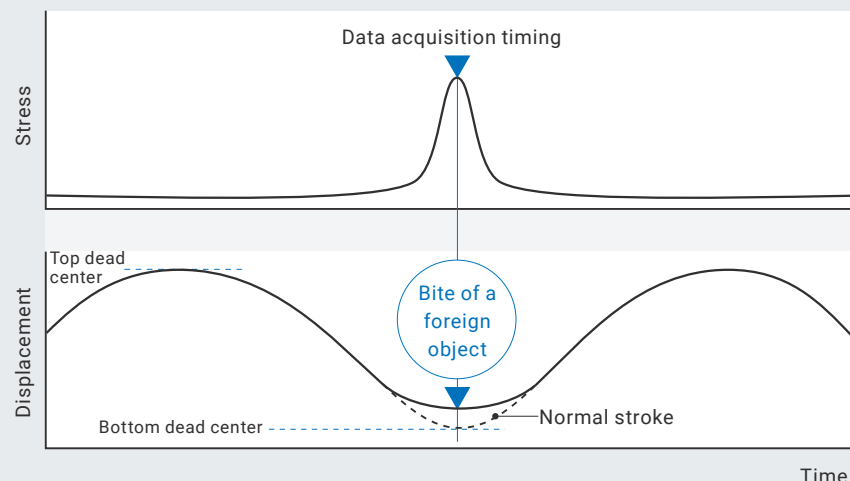 Data acquisition timing
Stress
Top dead
center
Bite of a
foreign
object
Displacement
Normal stroke
Bottom dead center
Time